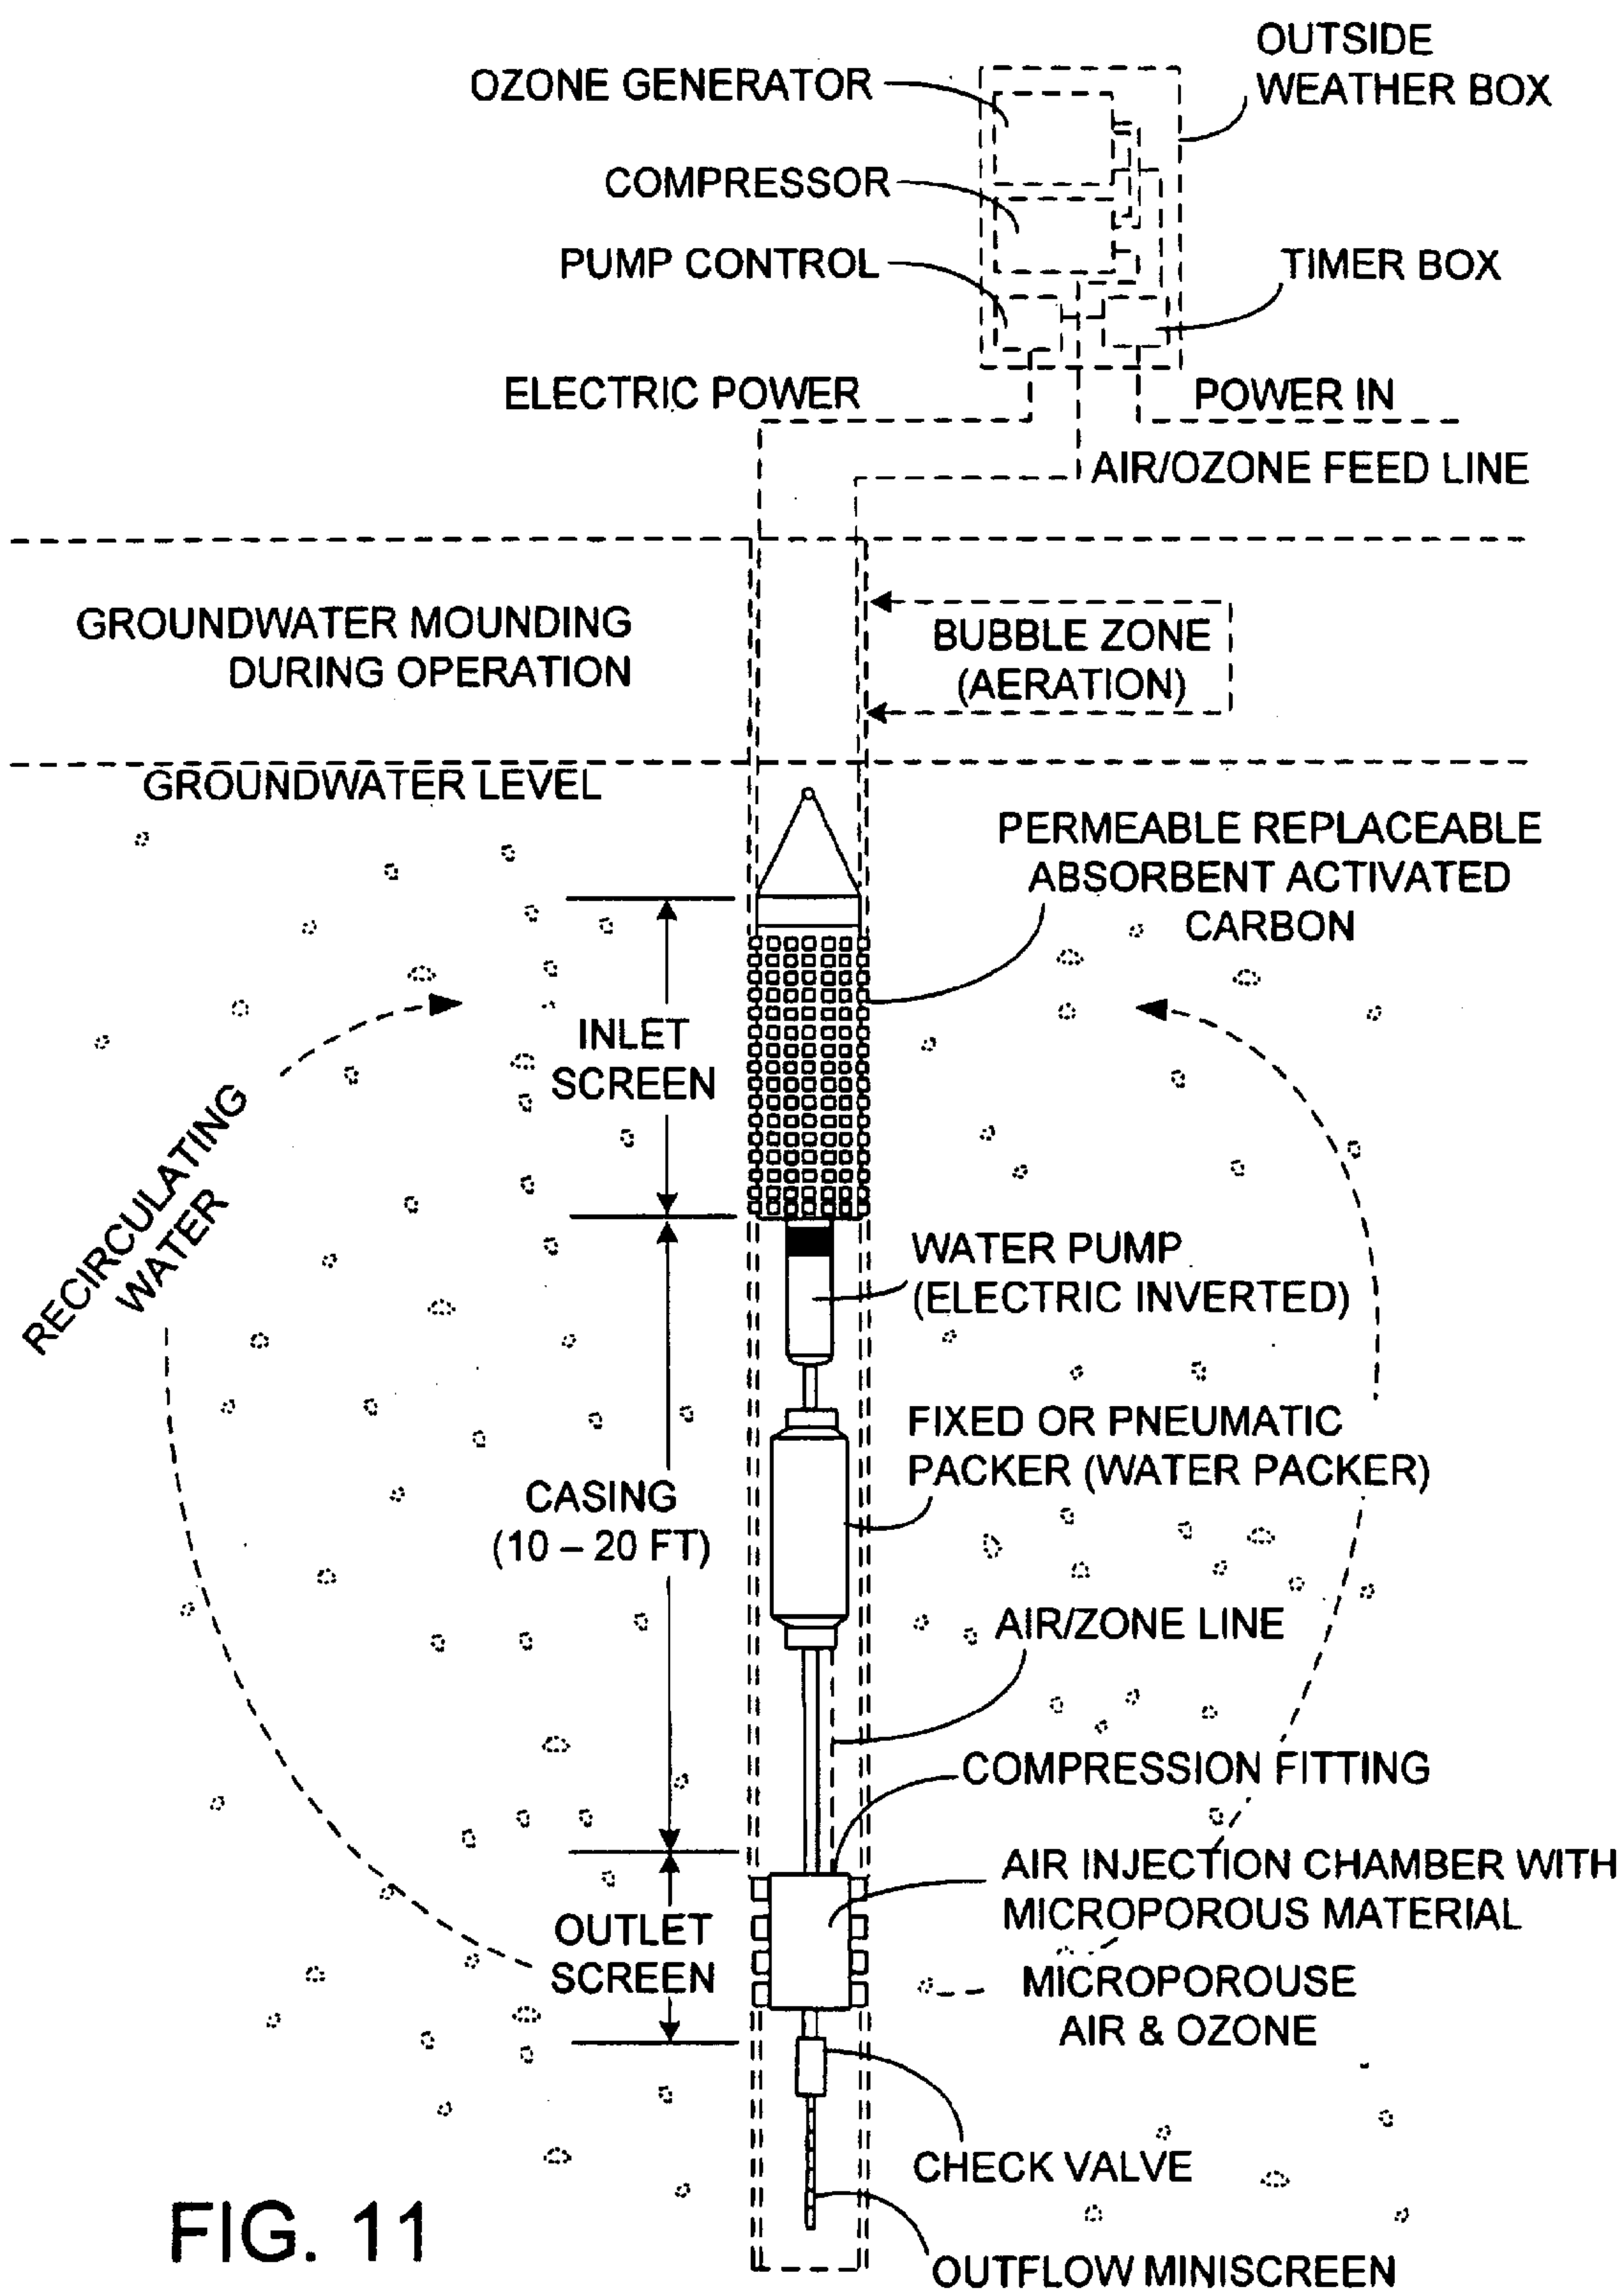 OUTSIDE
WEATHER BOX
OZONE GENERATOR
COMPRESSOR
PUMP CONTROL
TIMER BOX
ELECTRIC POWER
POWER IN
AIR/OZONE FEED LINE
GROUNDWATER MOUNDING
DURING OPERATION
BUBBLE ZONE
(AERATION)
GROUNDWATER LEVEL
PERMEABLE REPLACEABLE
ABSORBENT ACTIVATED
CARBON
INLET
SCREEN
RECIRCULATING
WATER
WATER PUMP
(ELECTRIC INVERTED)
FIXED OR PNEUMATIC
PACKER (WATER PACKER)
CASING
(10 – 20 FT)
AIR/ZONE LINE
COMPRESSION FITTING
AIR INJECTION CHAMBER WITH
MICROPOROUS MATERIAL
OUTLET
SCREEN
MICROPOROUSE
AIR & OZONE
CHECK VALVE
OUTFLOW MINISCREEN
FIG. 11